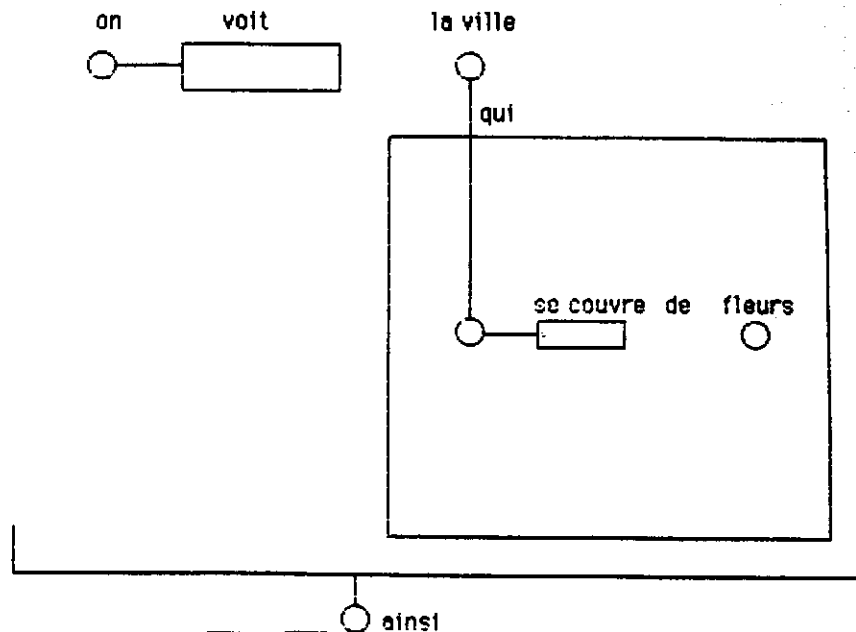 on voit la ville
qui
se couvre de fleurs
ainsi